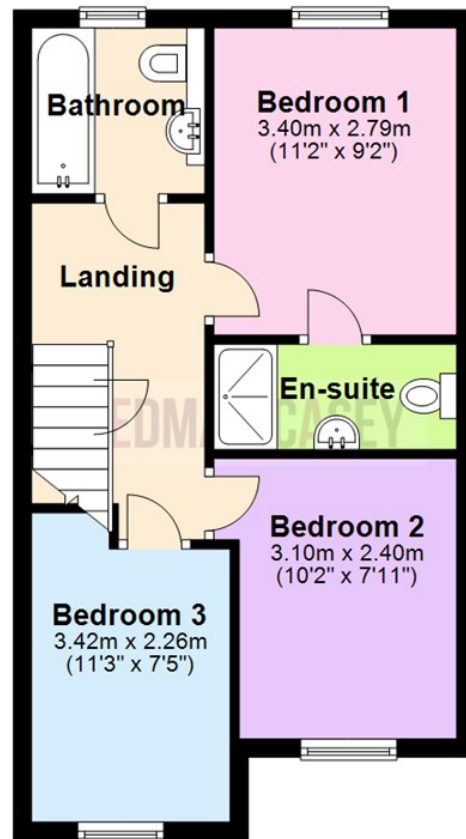 Bathroom
Bedroom 1
3.40m x 2.79m
(11'2" x 9'2")
Landing
En-suite
Bedroom 2
3.10m x 2.40m
(10'2" x 7'11")
Bedroom 3
3.42m x 2.26m
(11'3" x 7'5")